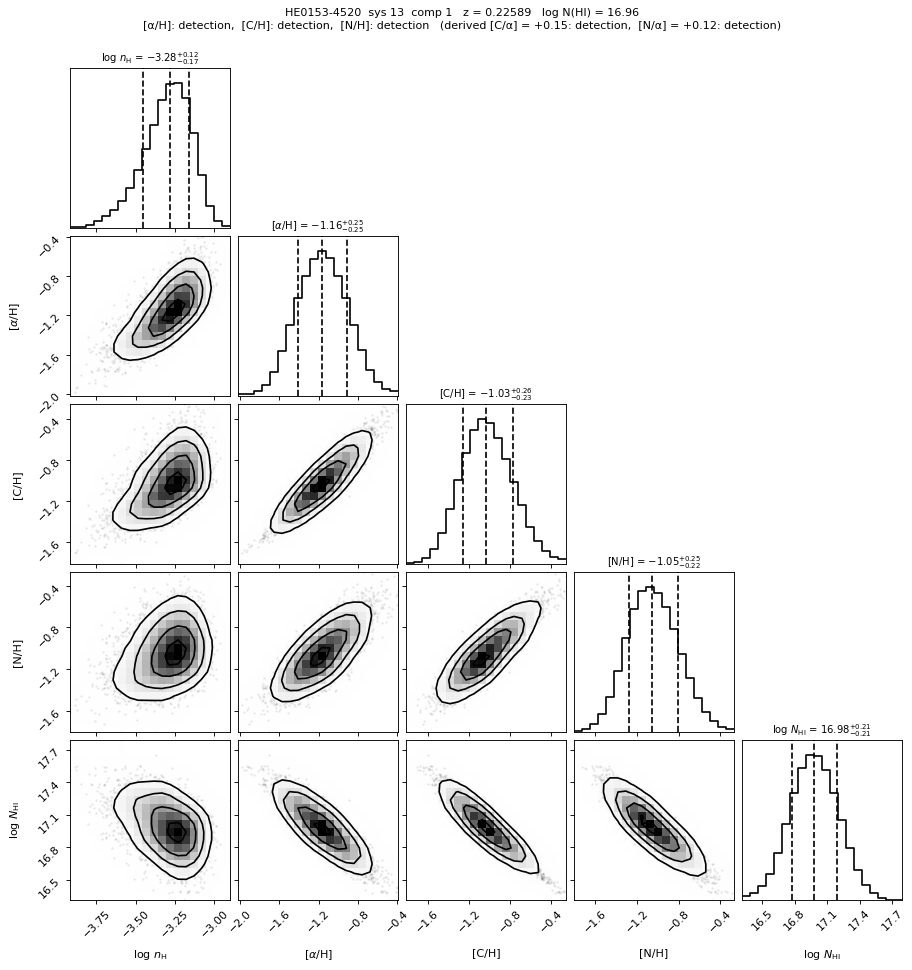 HE0153-4520  sys 13  comp 1   z = 0.22589   log N(HI) = 16.96
[α/H]: detection,  [C/H]: detection,  [N/H]: detection   (derived [C/α] = +0.15: detection,  [N/α] = +0.12: detection)
log n_H = −3.28^{+0.12}_{−0.17}
[α/H] = −1.16^{+0.25}_{−0.25}
−0.4
−0.8
−1.2
−1.6
−2.0
[α/H]
[C/H] = −1.03^{+0.26}_{−0.23}
−0.4
−0.8
−1.2
−1.6
[C/H]
[N/H] = −1.05^{+0.25}_{−0.22}
−0.4
−0.8
−1.2
−1.6
[N/H]
log N_HI = 16.98^{+0.21}_{−0.21}
17.7
17.4
17.1
16.8
16.5
log N_HI
−3.75 −3.50 −3.25 −3.00
−2.0 −1.6 −1.2 −0.8 −0.4
−1.6 −1.2 −0.8 −0.4
−1.6 −1.2 −0.8 −0.4
16.5 16.8 17.1 17.4 17.7
log n_H [α/H] [C/H] [N/H] log N_HI